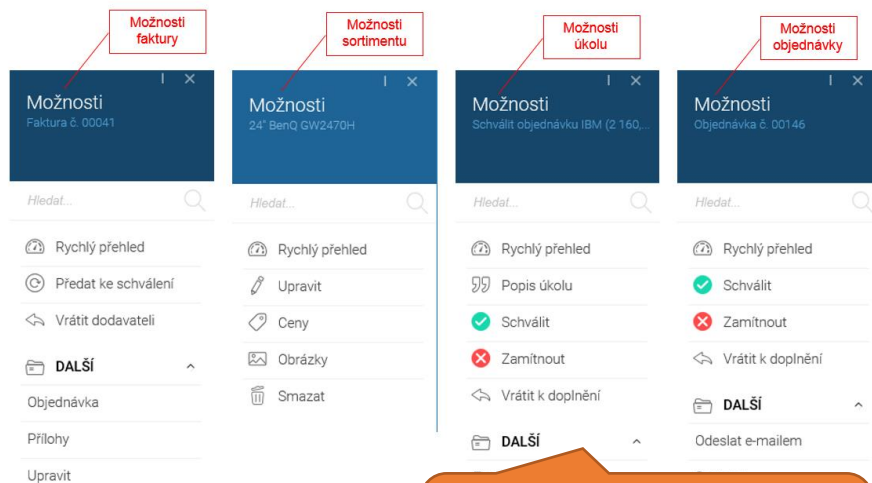 Možnosti
faktury
Možnosti
sortimentu
Možnosti
úkolu
Možnosti
objednávky
Možnosti
Faktura č. 00041
Hledat...
Rychlý přehled
Předat ke schválení
Vrátit dodavateli
DALŠÍ
Objednávka
Přílohy
Upravit
Možnosti
24" BenQ GW2470H
Hledat...
Rychlý přehled
Upravit
Ceny
Obrázky
Smazat
Možnosti
Schválit objednávku IBM (2 160,...
Hledat...
Rychlý přehled
Popis úkolu
Schválit
Zamítnout
Vrátit k doplnění
DALŠÍ
Možnosti
Objednávka č. 00146
Hledat...
Rychlý přehled
Schválit
Zamítnout
Vrátit k doplnění
DALŠÍ
Odeslat e-mailem